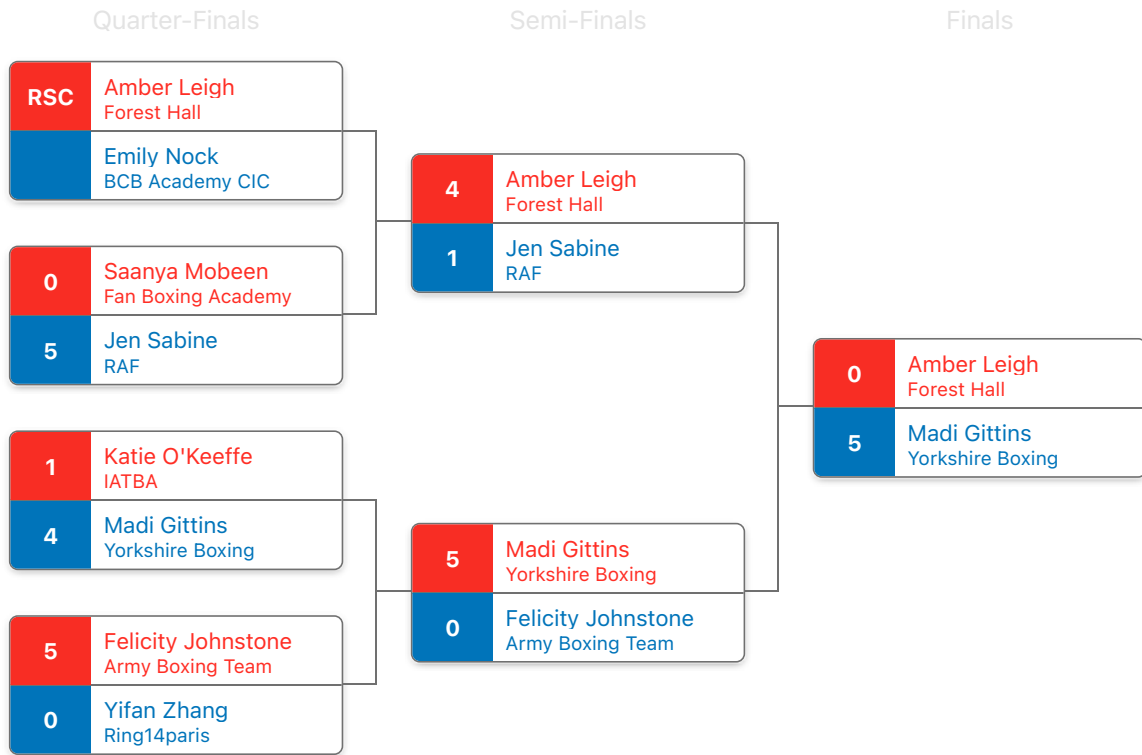 Quarter-Finals
Semi-Finals
Finals
RSC
Amber Leigh
Forest Hall
Emily Nock
BCB Academy CIC
0
Saanya Mobeen
Fan Boxing Academy
5
Jen Sabine
RAF
1
Katie O'Keeffe
IATBA
4
Madi Gittins
Yorkshire Boxing
5
Felicity Johnstone
Army Boxing Team
0
Yifan Zhang
Ring14paris
4
Amber Leigh
Forest Hall
1
Jen Sabine
RAF
5
Madi Gittins
Yorkshire Boxing
0
Felicity Johnstone
Army Boxing Team
0
Amber Leigh
Forest Hall
5
Madi Gittins
Yorkshire Boxing